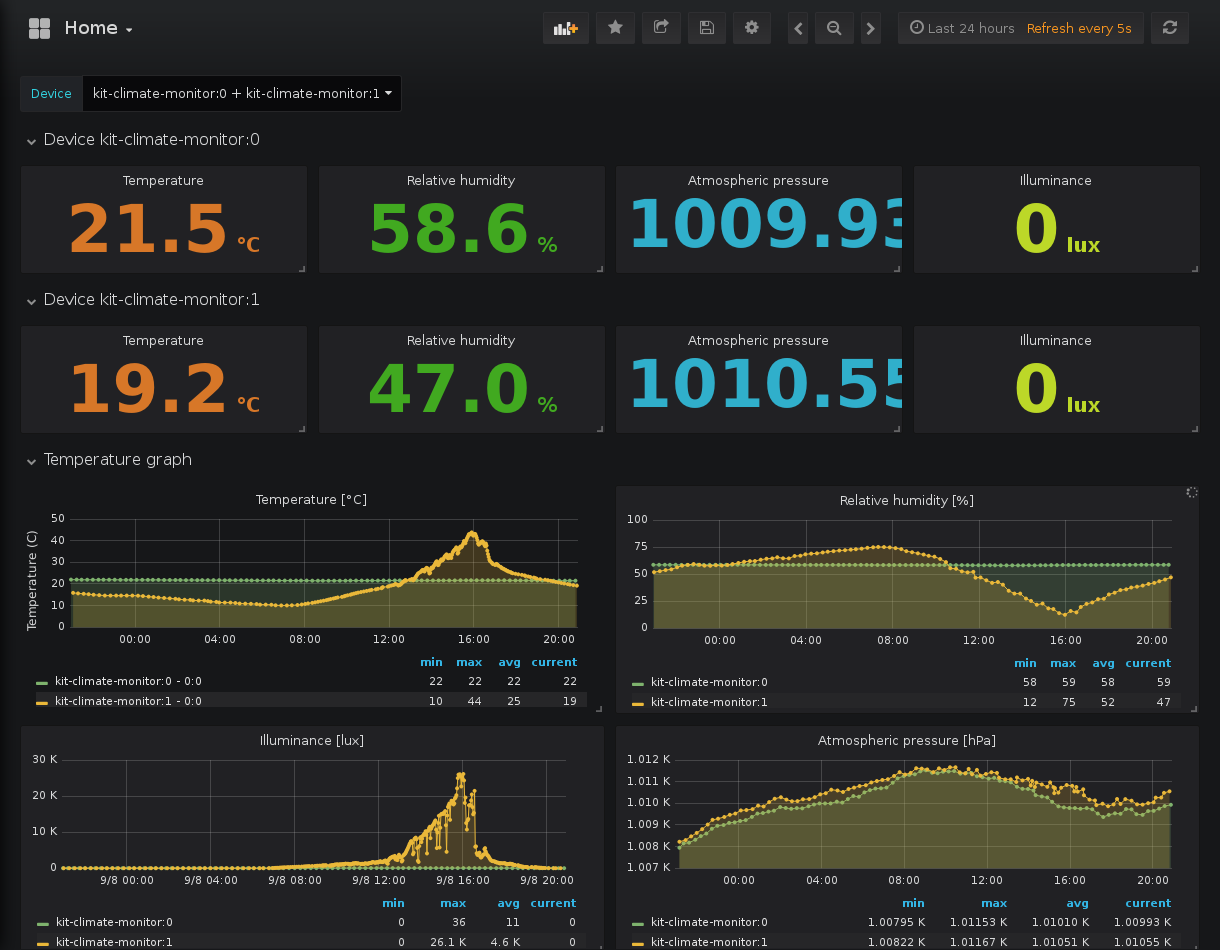 Home
Last 24 hours Refresh every 5s
Device kit-climate-monitor:0 + kit-climate-monitor:1
Device kit-climate-monitor:0
Temperature Relative humidity Atmospheric pressure Illuminance
21.5 °C 58.6 % 1009.93 0 lux
Device kit-climate-monitor:1
Temperature Relative humidity Atmospheric pressure Illuminance
19.2 °C 47.0 % 1010.55 0 lux
Temperature graph
Temperature [°C]
Temperature (C)
50
40
30
20
10
0
00:00 04:00 08:00 12:00 16:00 20:00
min max avg current
kit-climate-monitor:0 - 0:0 22 22 22 22
kit-climate-monitor:1 - 0:0 10 44 25 19
Relative humidity [%]
100
75
50
25
0
00:00 04:00 08:00 12:00 16:00 20:00
min max avg current
kit-climate-monitor:0 58 59 58 59
kit-climate-monitor:1 12 75 52 47
Illuminance [lux]
30 K
20 K
10 K
0
9/8 00:00 9/8 04:00 9/8 08:00 9/8 12:00 9/8 16:00 9/8 20:00
min max avg current
kit-climate-monitor:0 0 36 11 0
kit-climate-monitor:1 0 26.1 K 4.6 K 0
Atmospheric pressure [hPa]
1.012 K
1.011 K
1.010 K
1.009 K
1.008 K
1.007 K
00:00 04:00 08:00 12:00 16:00 20:00
min max avg current
kit-climate-monitor:0 1.00795 K 1.01153 K 1.01010 K 1.00993 K
kit-climate-monitor:1 1.00822 K 1.01167 K 1.01051 K 1.01055 K